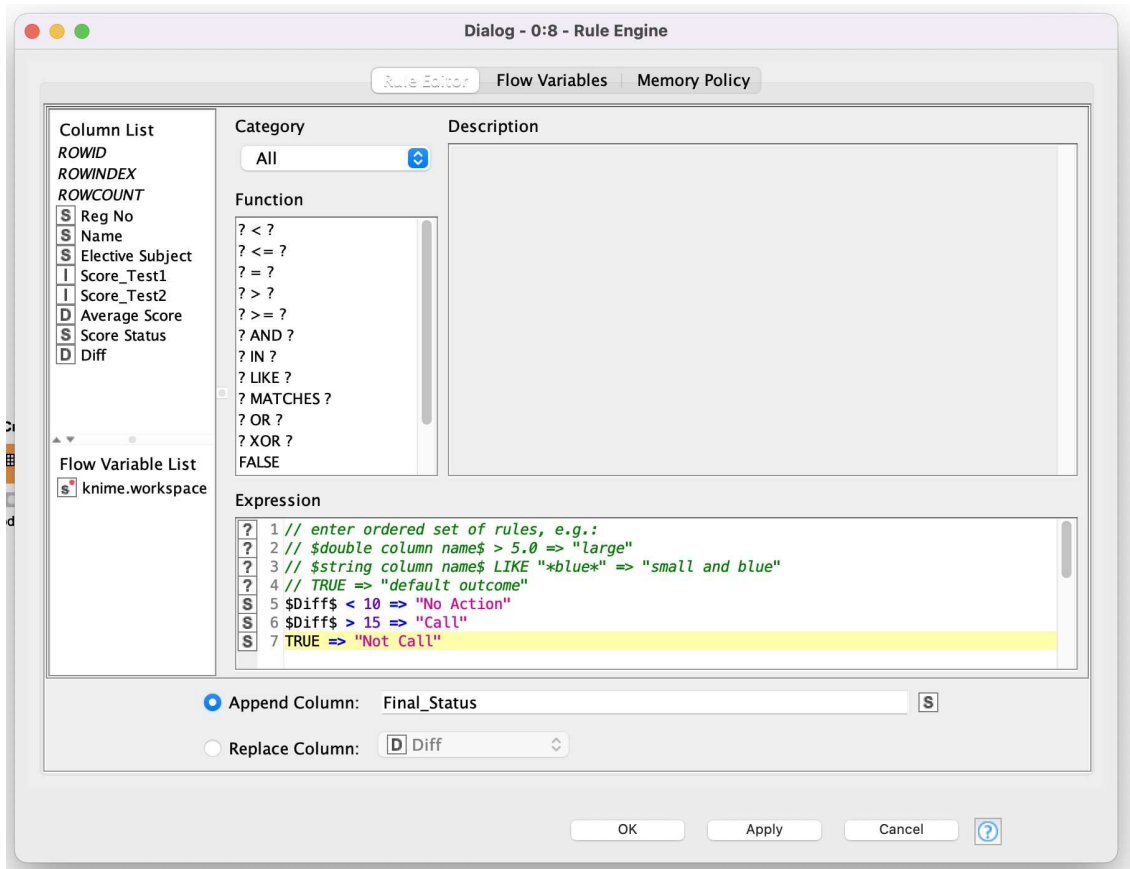 Dialog - 0:8 - Rule Engine
Rule Editor Flow Variables Memory Policy
Column List
ROWID
ROWINDEX
ROWCOUNT
S Reg No
S Name
S Elective Subject
I Score_Test1
I Score_Test2
D Average Score
S Score Status
D Diff
Flow Variable List
s knime.workspace
Category
All
Function
? < ?
? <= ?
? = ?
? > ?
? >= ?
? AND ?
? IN ?
? LIKE ?
? MATCHES ?
? OR ?
? XOR ?
FALSE
Description
Expression
? 1 // enter ordered set of rules, e.g.:
? 2 // $double column name$ > 5.0 => "large"
? 3 // $string column name$ LIKE "*blue*" => "small and blue"
? 4 // TRUE => "default outcome"
S 5 $Diff$ < 10 => "No Action"
S 6 $Diff$ > 15 => "Call"
S 7 TRUE => "Not Call"
Append Column: Final_Status S
Replace Column: D Diff
OK Apply Cancel ?